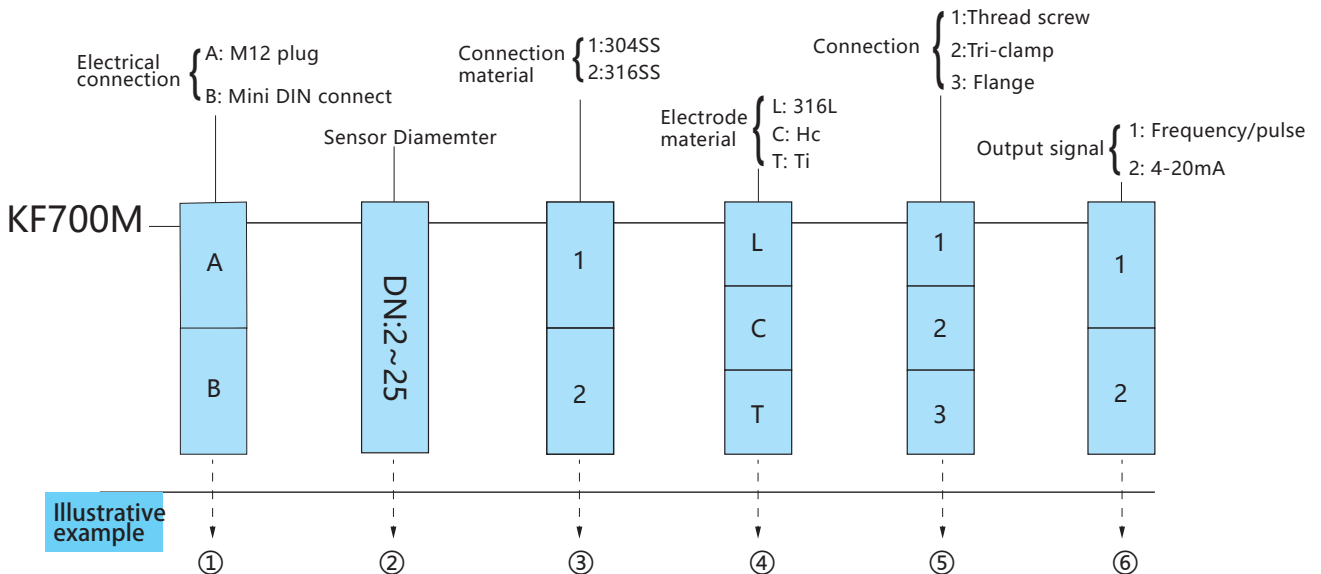 Electrical
connection
A: M12 plug
B: Mini DIN connect
Sensor Diamemter
Connection
material
1:304SS
2:316SS
Electrode
material
L: 316L
C: Hc
T: Ti
Connection
1:Thread screw
2:Tri-clamp
3: Flange
Output signal
1: Frequency/pulse
2: 4-20mA
KF700M
A
B
DN:2~25
1
2
L
C
T
1
2
3
1
2
Illustrative
example
① ② ③ ④ ⑤ ⑥